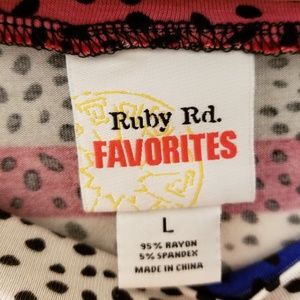 Ruby Rd.
FAVORITES
L
95% RAYON
5% SPANDEX
MADE IN CHINA